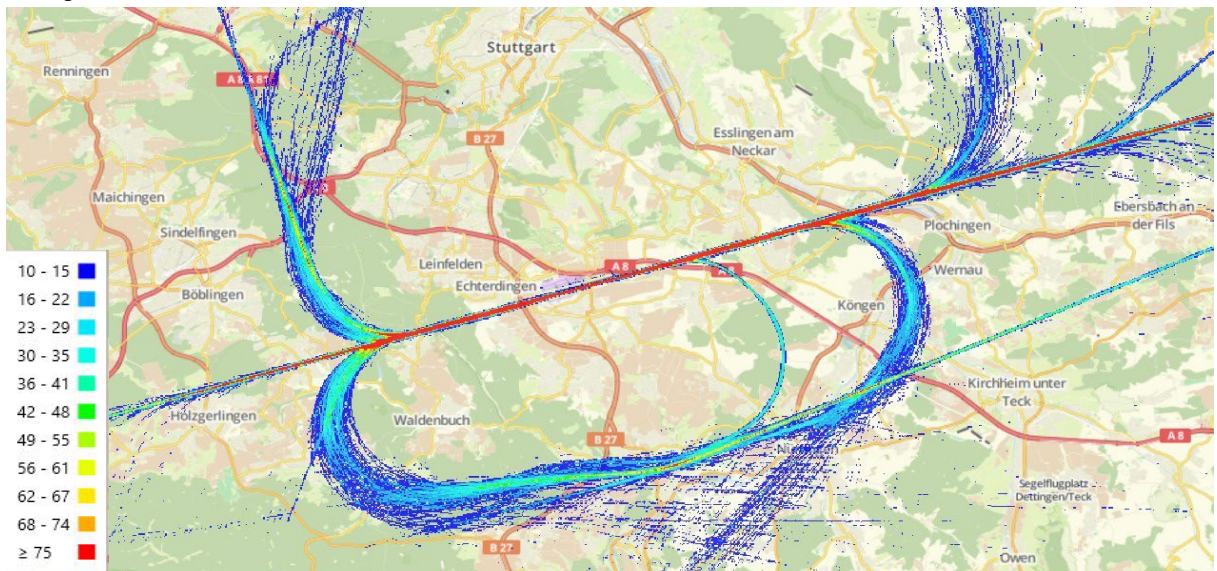 Stuttgart
Renningen
A 8
A 81
B 27
Esslingen am
Neckar
Maichingen
Sindelfingen
Ebersbach an
der Fils
Plochingen
Leinfelden
A 8
Wernau
Echterdingen
Böblingen
Köngen
10 - 15
16 - 22
23 - 29
30 - 35
36 - 41
42 - 48
49 - 55
56 - 61
62 - 67
68 - 74
≥ 75
Kirchheim unter
Teck
Holzgerlingen
Waldenbuch
B 27
A 8
Segelflugplatz
Dettingen/Teck
B 27
Owen